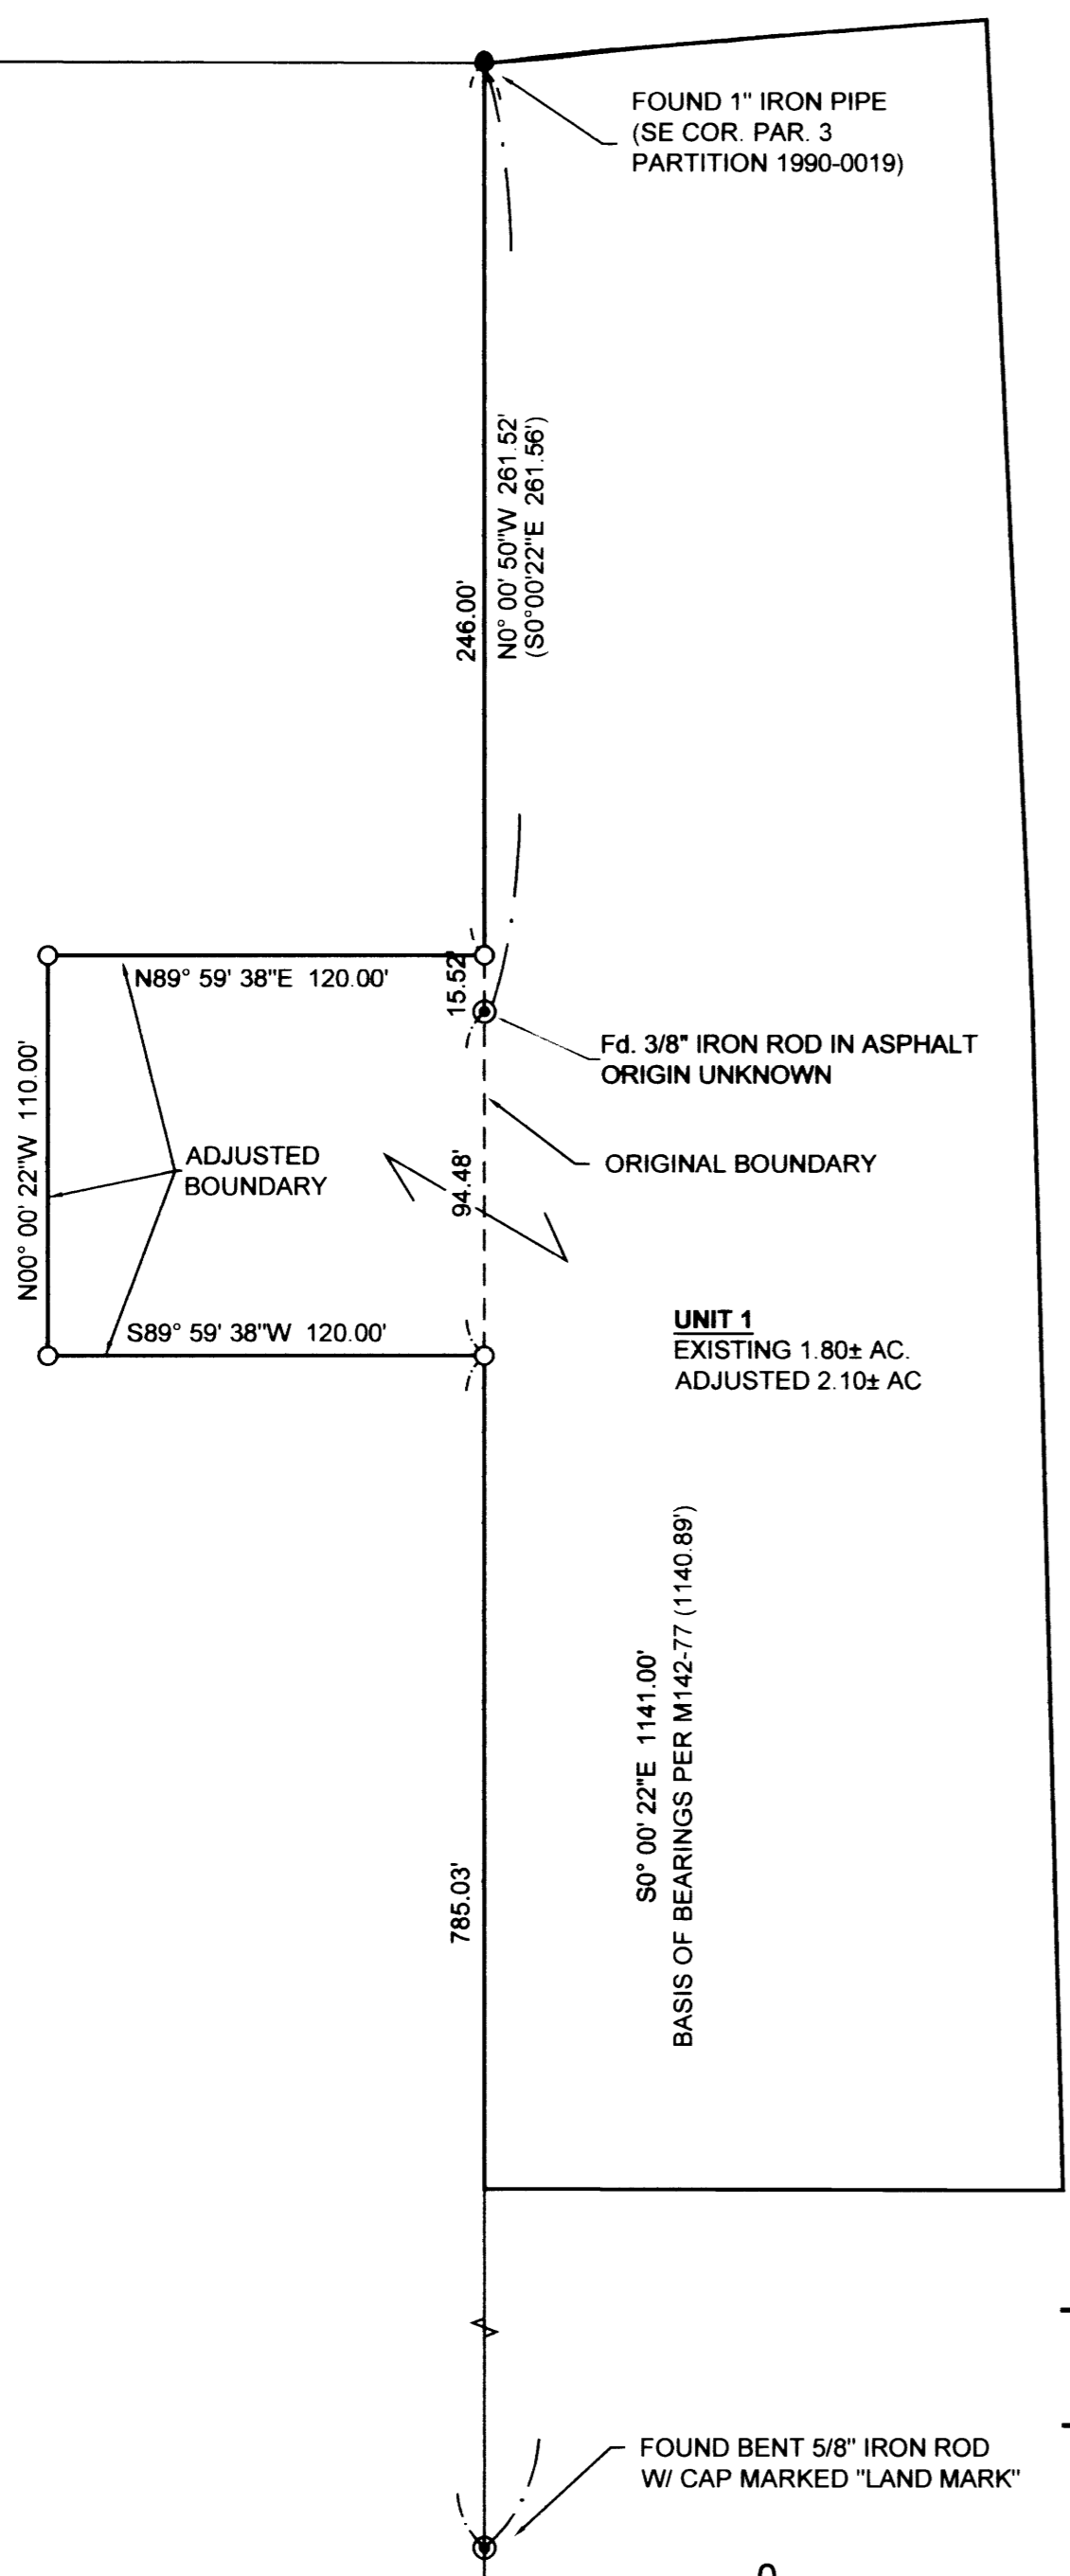 FOUND 1" IRON PIPE
(SE COR. PAR. 3
PARTITION 1990-0019)
246.00'
N0° 00' 50"W 261.52'
(S0°00'22"E 261.56')
N89° 59' 38"E 120.00'
15.52'
Fd. 3/8" IRON ROD IN ASPHALT
ORIGIN UNKNOWN
N00° 00' 22"W 110.00'
ADJUSTED
BOUNDARY
94.48'
ORIGINAL BOUNDARY
S89° 59' 38"W 120.00'
UNIT 1
EXISTING 1.80± AC.
ADJUSTED 2.10± AC
785.03'
S0° 00' 22"E 1141.00'
BASIS OF BEARINGS PER M142-77 (1140.89')
FOUND BENT 5/8" IRON ROD
W/ CAP MARKED "LAND MARK"